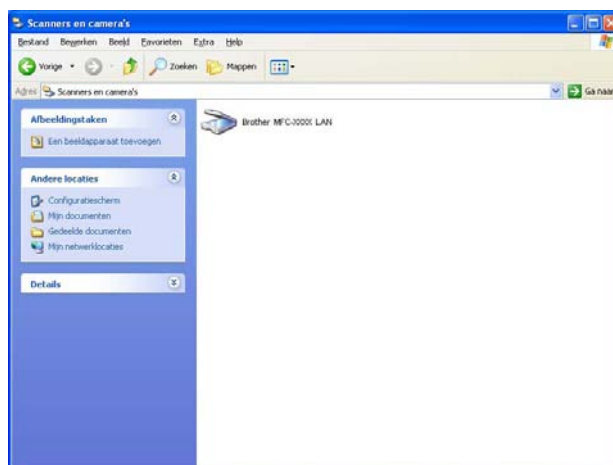 Scanners en camera's
Bestand Bewerken Beeld Favorieten Extra Help
Vorige Zoeken Mappen
Adres Scanners en camera's Ga naar
Afbeeldingstaken
Een beeldapparaat toevoegen
Brother MFC-XXXX LAN
Andere locaties
Configuratiescherm
Mijn documenten
Gedeelde documenten
Mijn netwerklocaties
Details